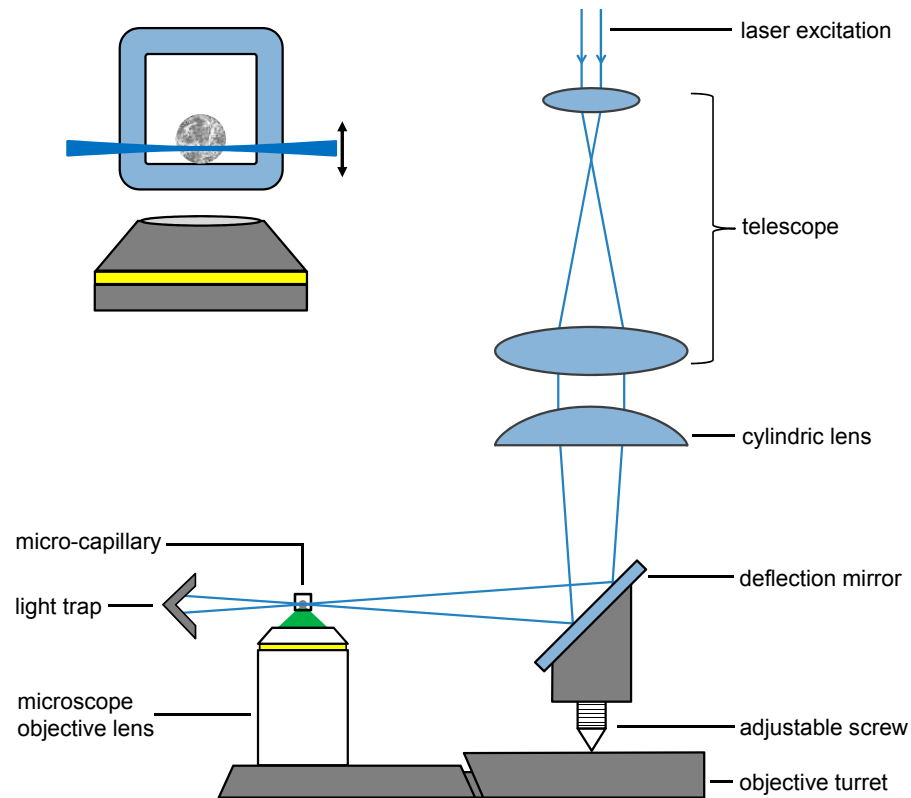 laser excitation
telescope
cylindric lens
micro-capillary
light trap
deflection mirror
microscope
objective lens
adjustable screw
objective turret